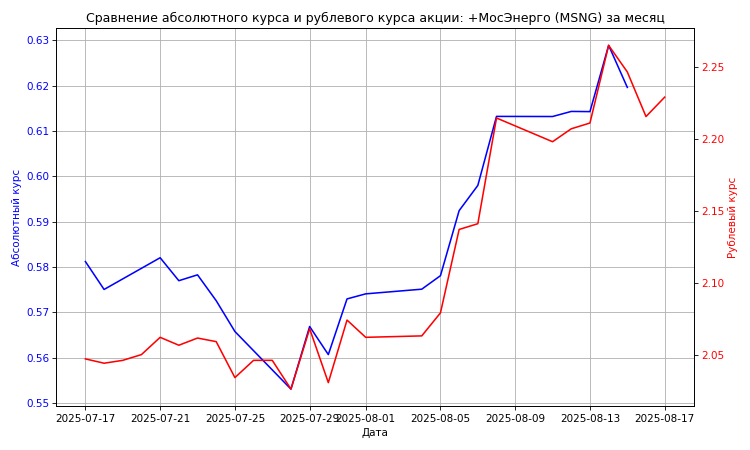 Сравнение абсолютного курса и рублевого курса акции: +МосЭнерго (MSNG) за месяц
0.63
0.62
0.61
0.60
0.59
0.58
0.57
0.56
0.55
Абсолютный курс
2.25
2.20
2.15
2.10
2.05
Рублевый курс
2025-07-17 2025-07-21 2025-07-25 2025-07-29 2025-08-01 2025-08-05 2025-08-09 2025-08-13 2025-08-17
Дата